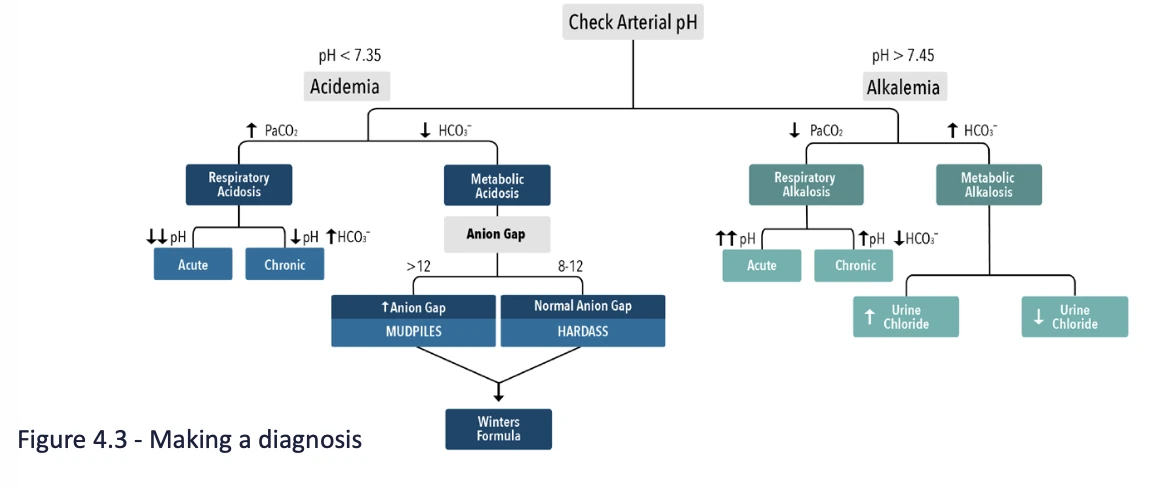 Check Arterial pH
pH < 7.35
Acidemia
pH > 7.45
Alkalemia
↑ PaCO₂
↓ HCO₃⁻
↓ PaCO₂
↑ HCO₃⁻
Respiratory
Acidosis
Metabolic
Acidosis
Respiratory
Alkalosis
Metabolic
Alkalosis
↓↓ pH
↓pH ↑HCO₃⁻
Acute
Chronic
Anion Gap
>12
8-12
↑↑ pH
↑pH ↓HCO₃⁻
Acute
Chronic
↑ Anion Gap
MUDPILES
Normal Anion Gap
HARDASS
↑ Urine
Chloride
↓ Urine
Chloride
Winters
Formula
Figure 4.3 - Making a diagnosis